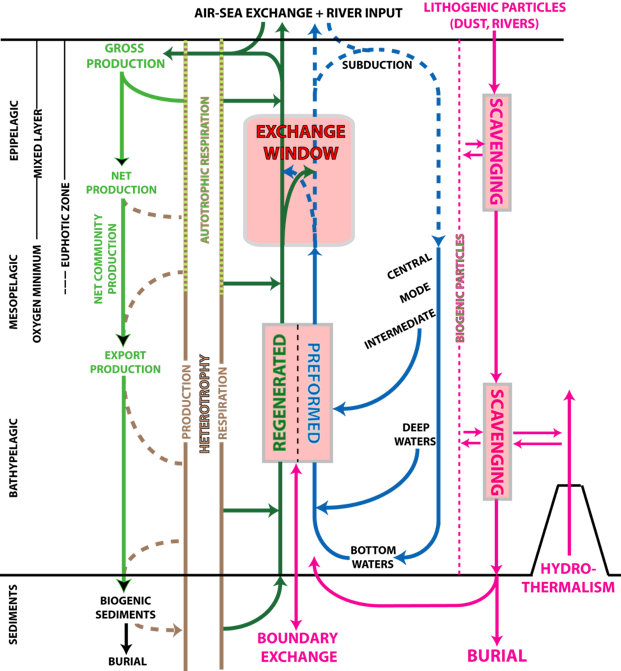 AIR-SEA EXCHANGE + RIVER INPUT
LITHOGENIC PARTICLES
(DUST, RIVERS)
GROSS
PRODUCTION
SUBDUCTION
EPIPELAGIC
MIXED LAYER
AUTOTROPHIC RESPIRATION
EXCHANGE
WINDOW
SCAVENGING
NET
PRODUCTION
NET COMMUNITY
PRODUCTION
EUPHOTIC ZONE
OXYGEN MINIMUM
MESOPELAGIC
CENTRAL
MODE
INTERMEDIATE
BIOGENIC PARTICLES
EXPORT
PRODUCTION
PRODUCTION
HETEROTROPHY
RESPIRATION
REGENERATED
PREFORMED
SCAVENGING
BATHYPELAGIC
DEEP
WATERS
BOTTOM
WATERS
HYDRO-
THERMALISM
SEDIMENTS
BIOGENIC
SEDIMENTS
BURIAL
BOUNDARY
EXCHANGE
BURIAL